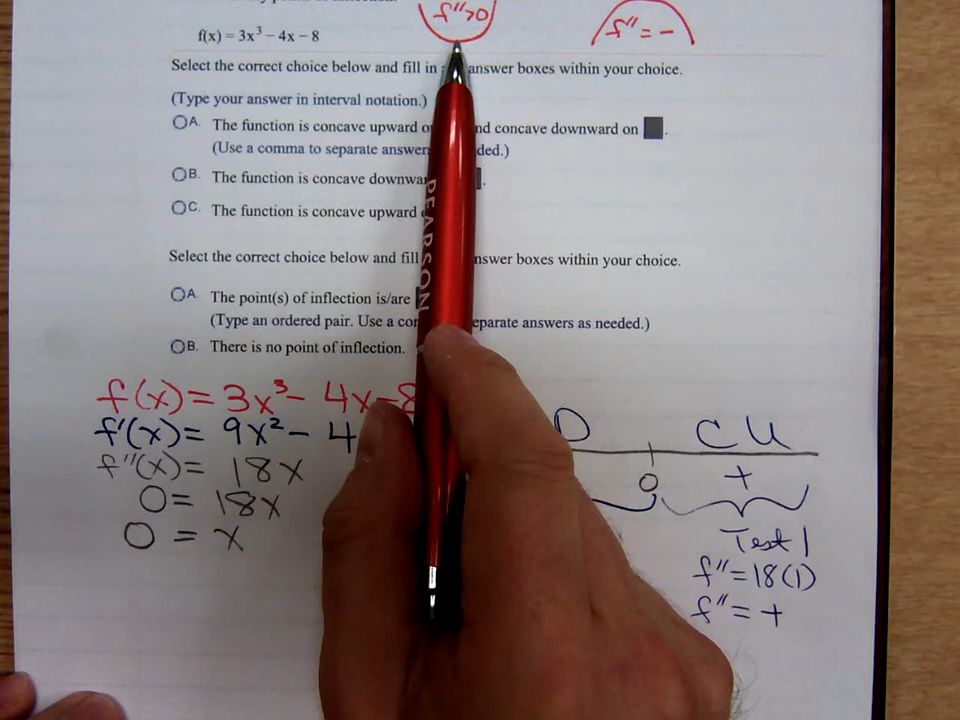 f''>0
f'' = -
f(x) = 3x³ − 4x − 8
Select the correct choice below and fill in answer boxes within your choice.
(Type your answer in interval notation.)
A. The function is concave upward nd concave downward on .
(Use a comma to separate answer ded.)
B. The function is concave downwa .
C. The function is concave upward
Select the correct choice below and fill nswer boxes within your choice.
A. The point(s) of inflection is/are
(Type an ordered pair. Use a co eparate answers as needed.)
B. There is no point of inflection.
PEARSON
f(x) = 3x³ - 4x - 8
f'(x) = 9x² - 4
f''(x) = 18x
0 = 18x
0 = x
D CU
0 +
Test 1
f'' = 18(1)
f'' = +